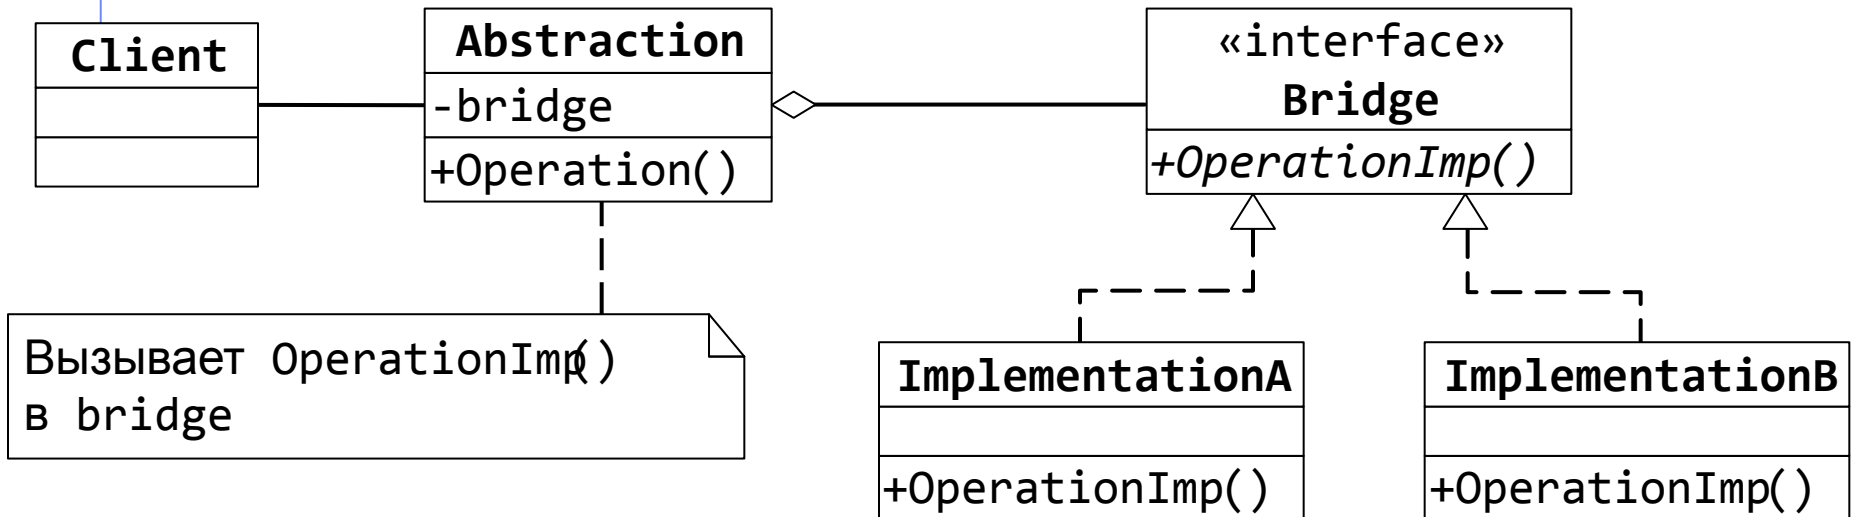 Client
Abstraction
-bridge
+Operation()
«interface»
Bridge
+OperationImp()
Вызывает OperationImp()
в bridge
ImplementationA
+OperationImp()
ImplementationB
+OperationImp()